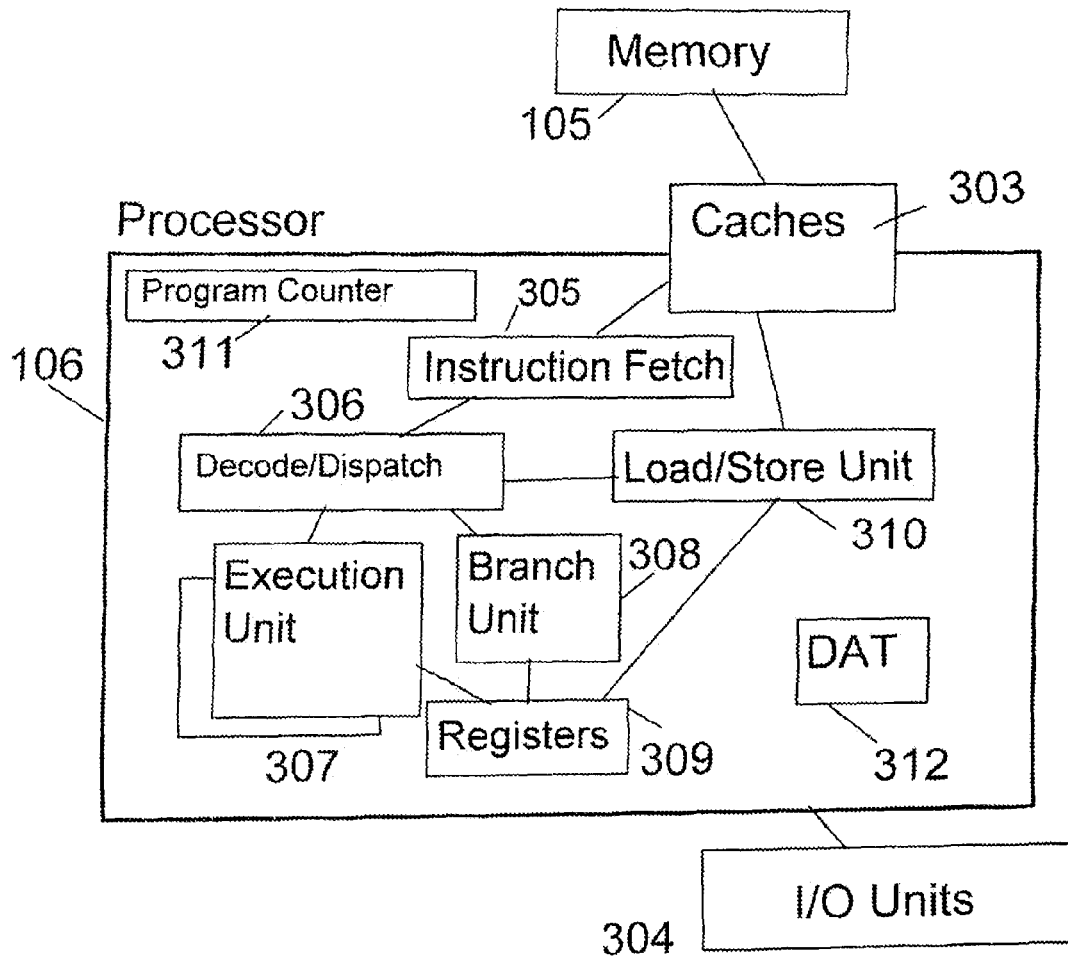 Memory
105
303
Caches
Processor
Program Counter
305
311
Instruction Fetch
106
306
Decode/Dispatch
Load/Store Unit
310
308
Execution
Unit
Branch
Unit
DAT
Registers
309
312
307
I/O Units
304